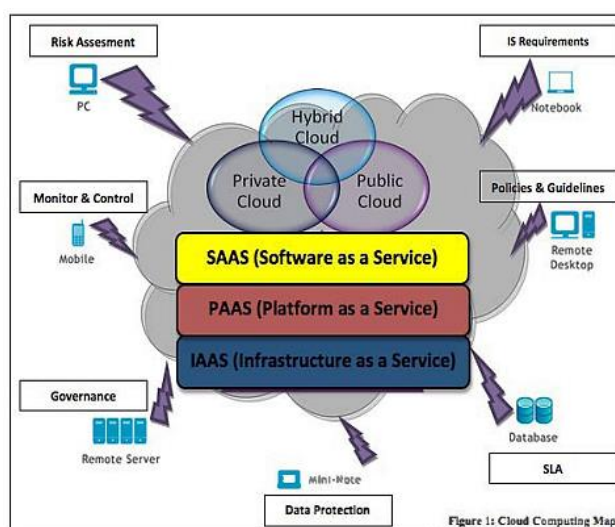 Risk Assesment
IS Requirements
PC
Notebook
Hybrid
Cloud
Private
Cloud
Public
Cloud
Monitor & Control
Policies & Guidelines
Mobile
Remote
Desktop
SAAS (Software as a Service)
PAAS (Platform as a Service)
IAAS (Infrastructure as a Service)
Governance
Remote Server
Database
SLA
Mini-Note
Data Protection
Figure 1: Cloud Computing Map